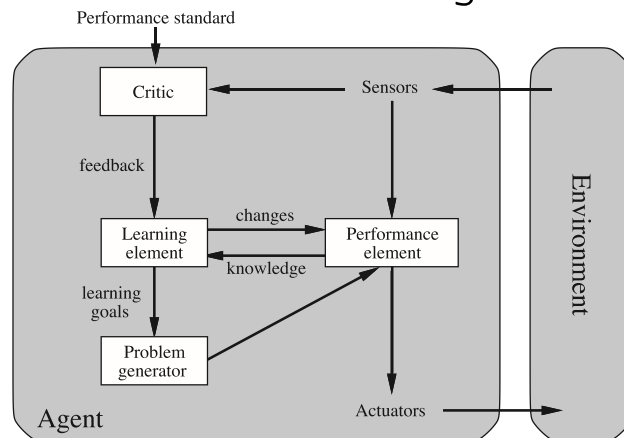 Performance standard
Critic
Sensors
feedback
changes
Learning
element
Performance
element
knowledge
learning
goals
Problem
generator
Environment
Agent
Actuators